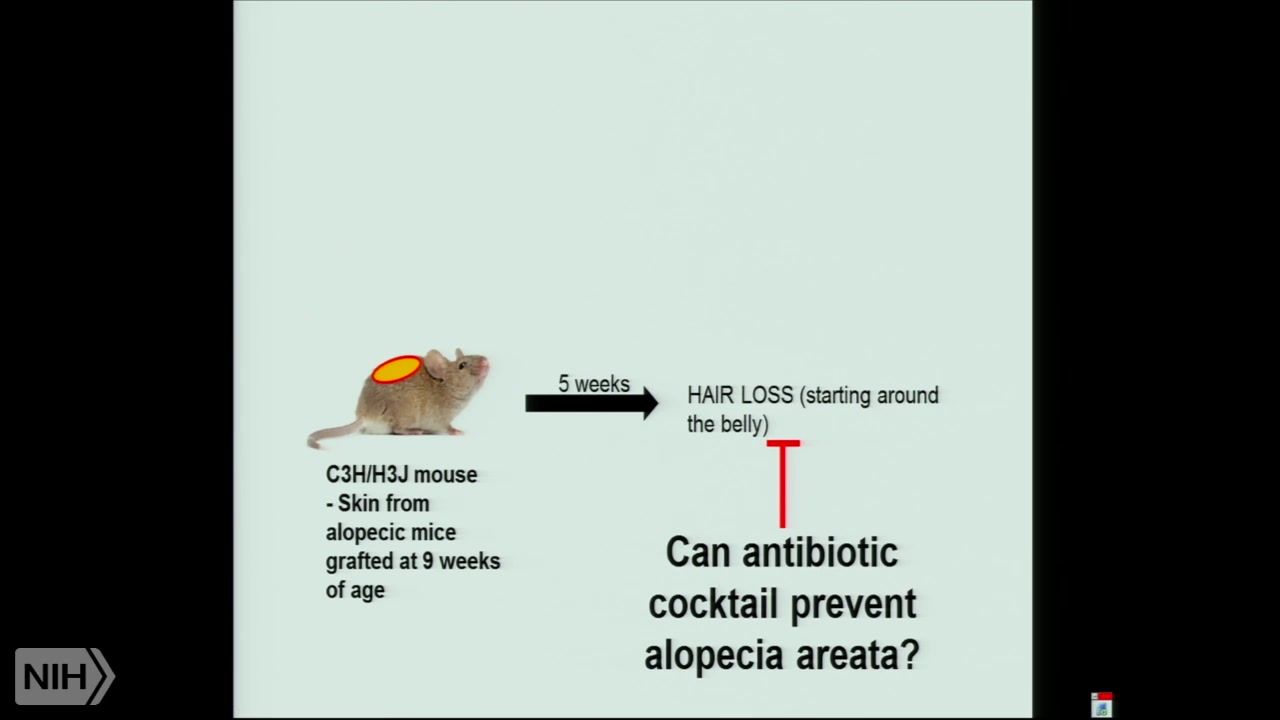 5 weeks
HAIR LOSS (starting around
the belly)
C3H/H3J mouse
- Skin from
alopecic mice
grafted at 9 weeks
of age
Can antibiotic
cocktail prevent
alopecia areata?
NIH